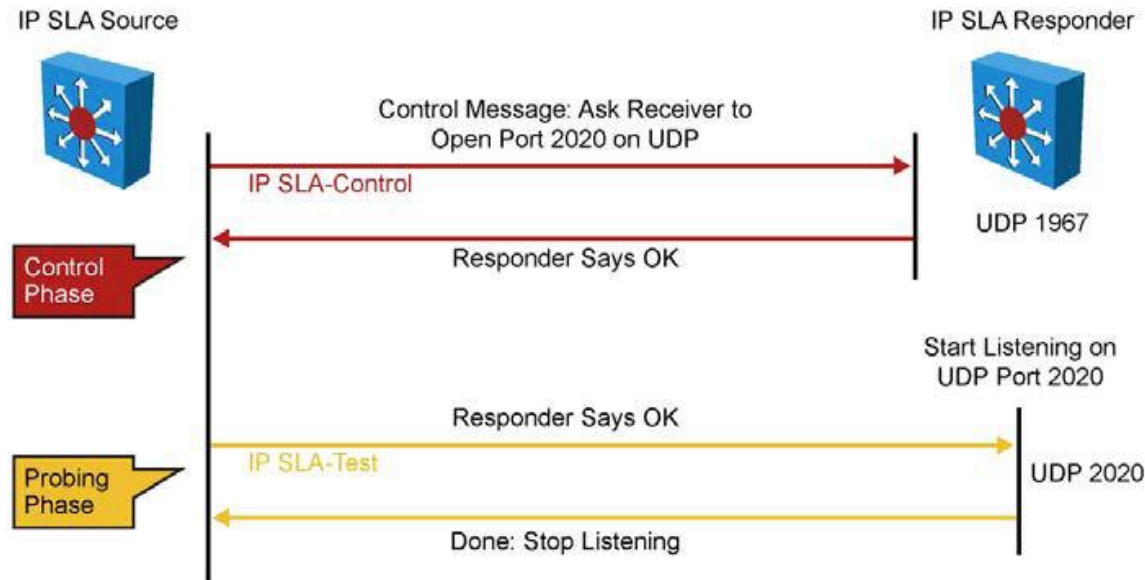 IP SLA Source
IP SLA Responder
Control Message: Ask Receiver to
Open Port 2020 on UDP
IP SLA-Control
UDP 1967
Responder Says OK
Control
Phase
Start Listening on
UDP Port 2020
Responder Says OK
IP SLA-Test
Probing
Phase
UDP 2020
Done: Stop Listening